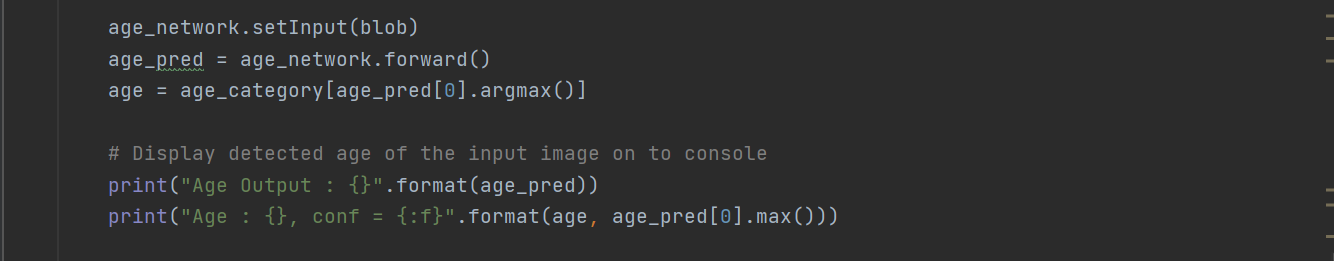 age_network.setInput(blob)
age_pred = age_network.forward()
age = age_category[age_pred[0].argmax()]
# Display detected age of the input image on to console
print("Age Output : {}".format(age_pred))
print("Age : {}, conf = {:f}".format(age, age_pred[0].max()))